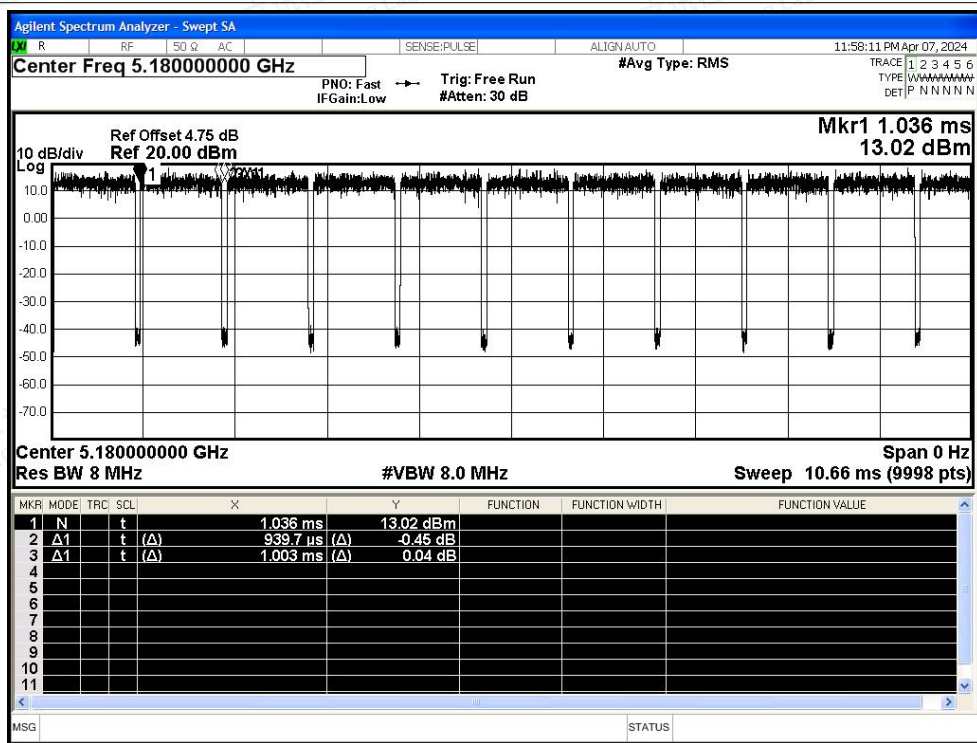 Agilent Spectrum Analyzer - Swept SA
LXI R RF 50 Ω AC SENSE:PULSE ALIGN AUTO 11:58:11 PM Apr 07, 2024
Center Freq 5.180000000 GHz #Avg Type: RMS TRACE 1 2 3 4 5 6
PNO: Fast Trig: Free Run TYPE WWWWWW
IFGain:Low #Atten: 30 dB DET P N N N N N
Mkr1 1.036 ms
Ref Offset 4.75 dB
10 dB/div Ref 20.00 dBm 13.02 dBm
Log
1
10.0
0.00
-10.0
-20.0
-30.0
-40.0
-50.0
-60.0
-70.0
Center 5.180000000 GHz Span 0 Hz
Res BW 8 MHz #VBW 8.0 MHz Sweep 10.66 ms (9998 pts)
MKR MODE TRC SCL X Y FUNCTION FUNCTION WIDTH FUNCTION VALUE
1 N t 1.036 ms 13.02 dBm
2 Δ1 t (Δ) 939.7 µs (Δ) -0.45 dB
3 Δ1 t (Δ) 1.003 ms (Δ) 0.04 dB
4
5
6
7
8
9
10
11
MSG STATUS